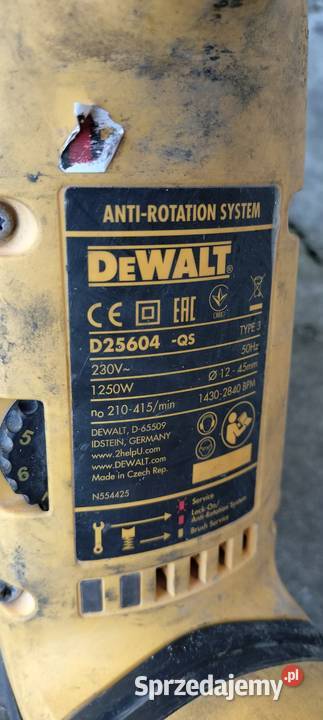 ANTI-ROTATION SYSTEM
DEWALT®
CE EAC
D25604 -QS TYPE 3
230V~ 50Hz
1250W Ø 12 - 45mm
n₀ 210-415/min 1430-2840 BPM
DEWALT, D-65509
IDSTEIN, GERMANY
www.2helpU.com
www.DEWALT.com
Made in Czech Rep.
N554425
Service
Lock-On/
Anti-Rotation System
Brush Service
5
6
Sprzedajemy.pl